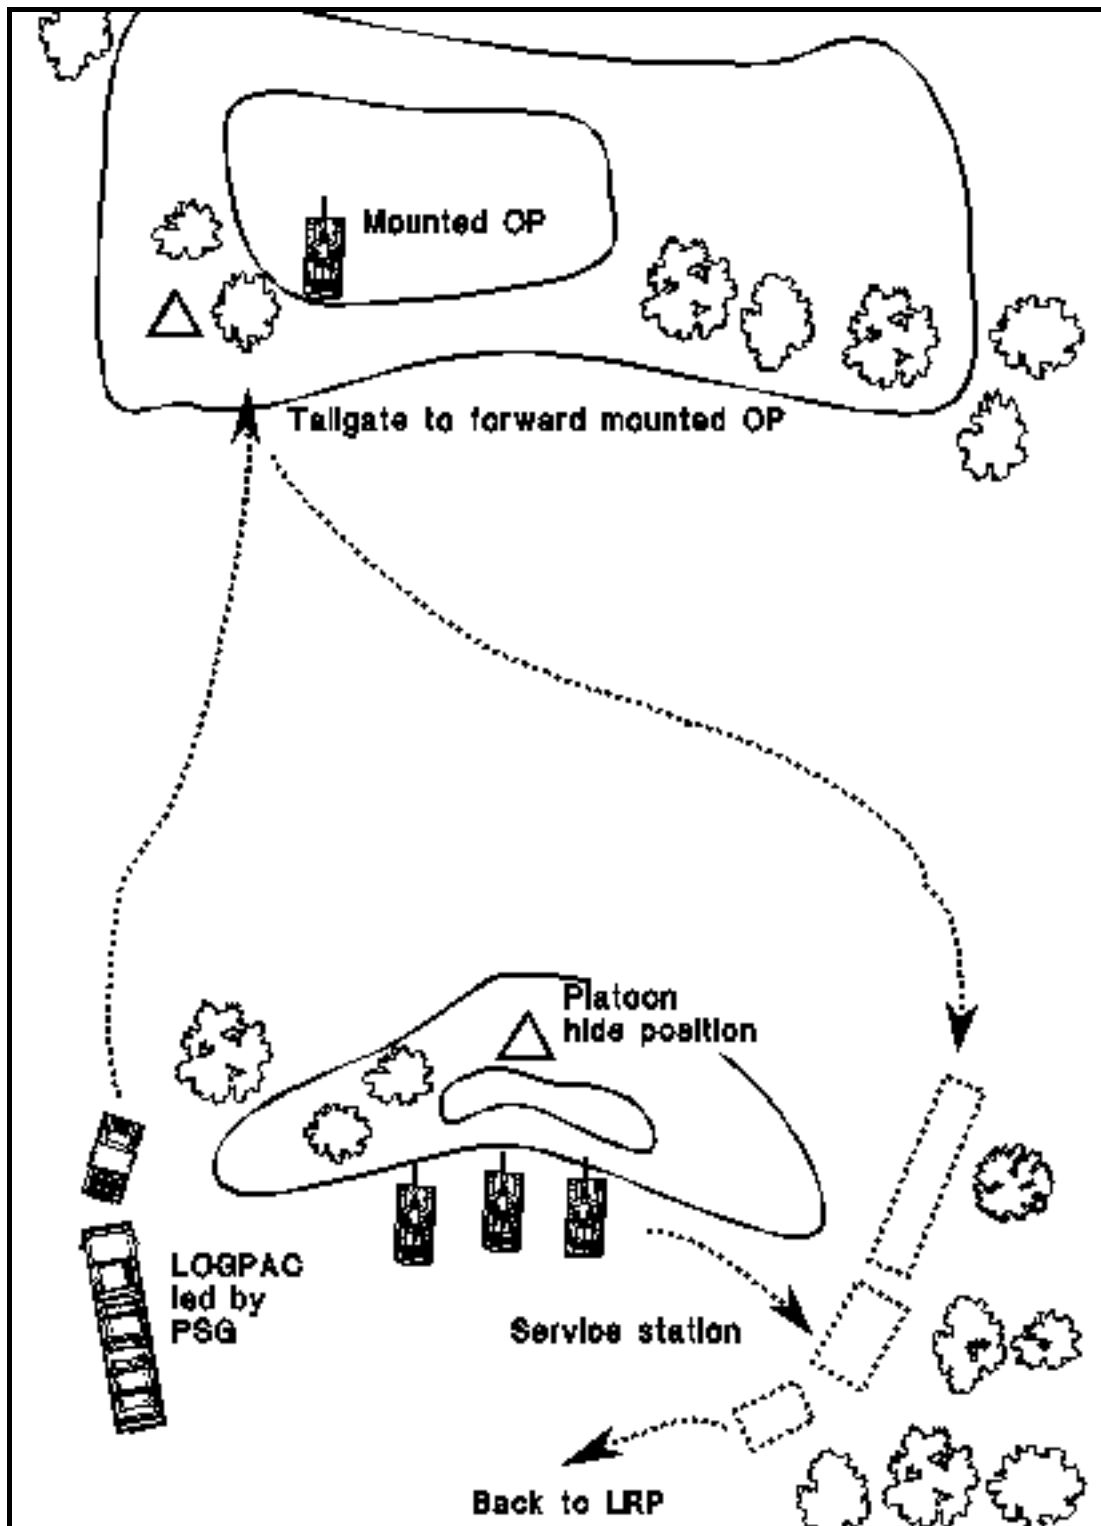 Mounted OP
Tailgate to forward mounted OP
Platoon
hide position
LOGPAC
led by
PSG
Service station
Back to LRP